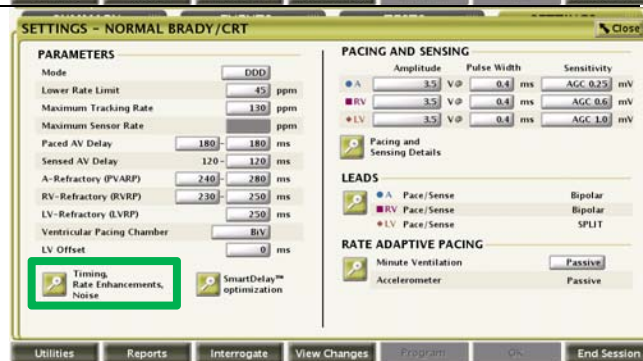 SETTINGS - NORMAL BRADY/CRT
Close
PARAMETERS
Mode DDD
Lower Rate Limit 45 ppm
Maximum Tracking Rate 130 ppm
Maximum Sensor Rate ppm
Paced AV Delay 180 - 180 ms
Sensed AV Delay 120 - 120 ms
A-Refractory (PVARP) 240 - 280 ms
RV-Refractory (RVRP) 230 - 250 ms
LV-Refractory (LVRP) 250 ms
Ventricular Pacing Chamber BiV
LV Offset 0 ms
Timing,
Rate Enhancements,
Noise
SmartDelay™
optimization
PACING AND SENSING
Amplitude Pulse Width Sensitivity
A 3.5 V@ 0.4 ms AGC 0.25 mV
RV 3.5 V@ 0.4 ms AGC 0.6 mV
LV 3.5 V@ 0.4 ms AGC 1.0 mV
Pacing and
Sensing Details
LEADS
A Pace/Sense Bipolar
RV Pace/Sense Bipolar
LV Pace/Sense SPLIT
RATE ADAPTIVE PACING
Minute Ventilation Passive
Accelerometer Passive
Utilities Reports Interrogate View Changes Program OK End Session